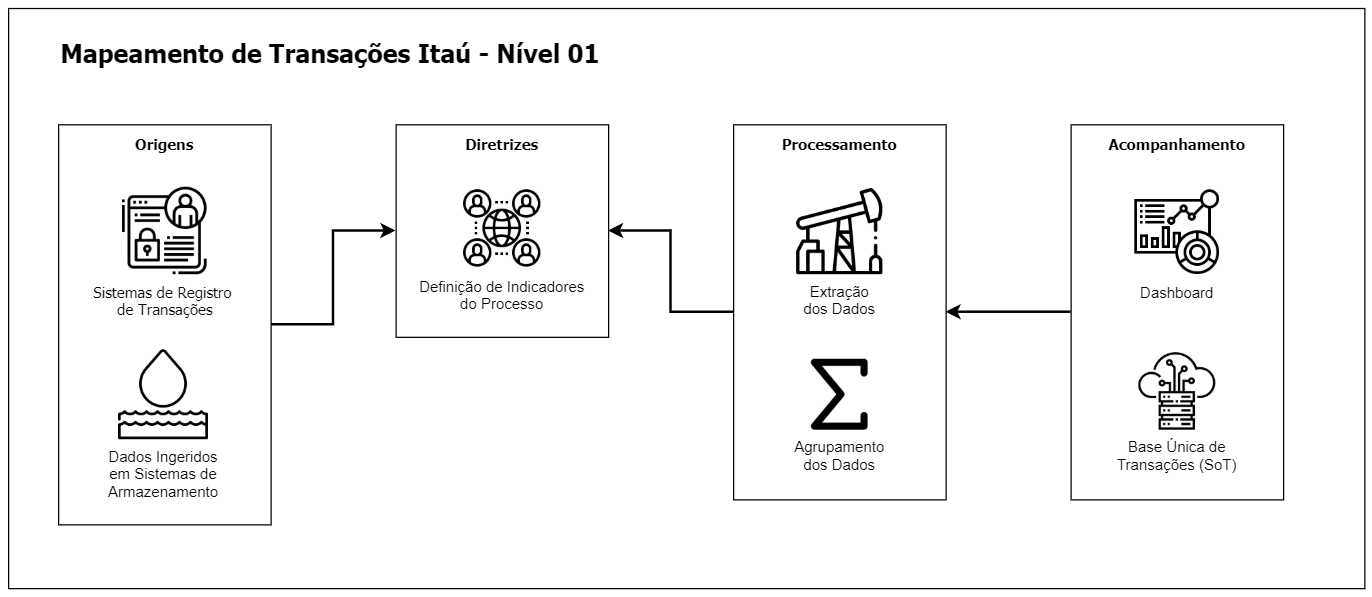 Mapeamento de Transações Itaú - Nível 01
Origens
Sistemas de Registro
de Transações
Dados Ingeridos
em Sistemas de
Armazenamento
Diretrizes
Definição de Indicadores
do Processo
Processamento
Extração
dos Dados
Agrupamento
dos Dados
Acompanhamento
Dashboard
Base Única de
Transações (SoT)